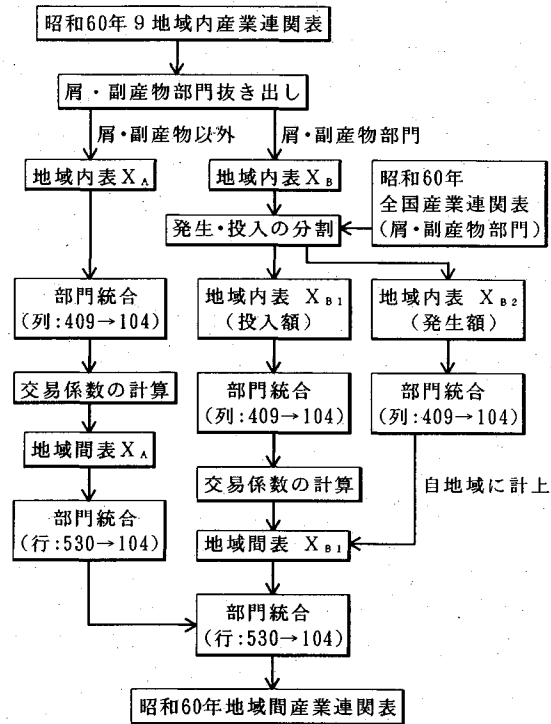 昭和60年9地域内産業連関表
屑・副産物部門抜き出し
屑・副産物以外
屑・副産物部門
地域内表XA
地域内表XB
昭和60年
全国産業連関表
(屑・副産物部門)
発生・投入の分割
部門統合
(列:409→104)
地域内表 XB1
(投入額)
地域内表 XB2
(発生額)
交易係数の計算
部門統合
(列:409→104)
部門統合
(列:409→104)
地域間表XA
交易係数の計算
自地域に計上
部門統合
(行:530→104)
地域間表 XB1
部門統合
(行:530→104)
昭和60年地域間産業連関表